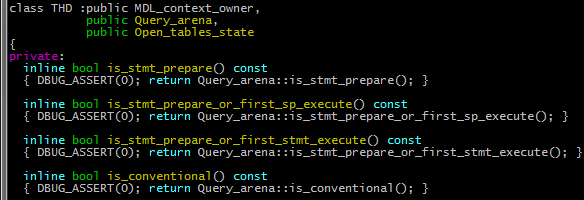 class THD :public MDL_context_owner,
           public Query_arena,
           public Open_tables_state
{
private:
  inline bool is_stmt_prepare() const
  { DBUG_ASSERT(0); return Query_arena::is_stmt_prepare(); }
  inline bool is_stmt_prepare_or_first_sp_execute() const
  { DBUG_ASSERT(0); return Query_arena::is_stmt_prepare_or_first_sp_execute(); }
  inline bool is_stmt_prepare_or_first_stmt_execute() const
  { DBUG_ASSERT(0); return Query_arena::is_stmt_prepare_or_first_stmt_execute(); }
  inline bool is_conventional() const
  { DBUG_ASSERT(0); return Query_arena::is_conventional(); }